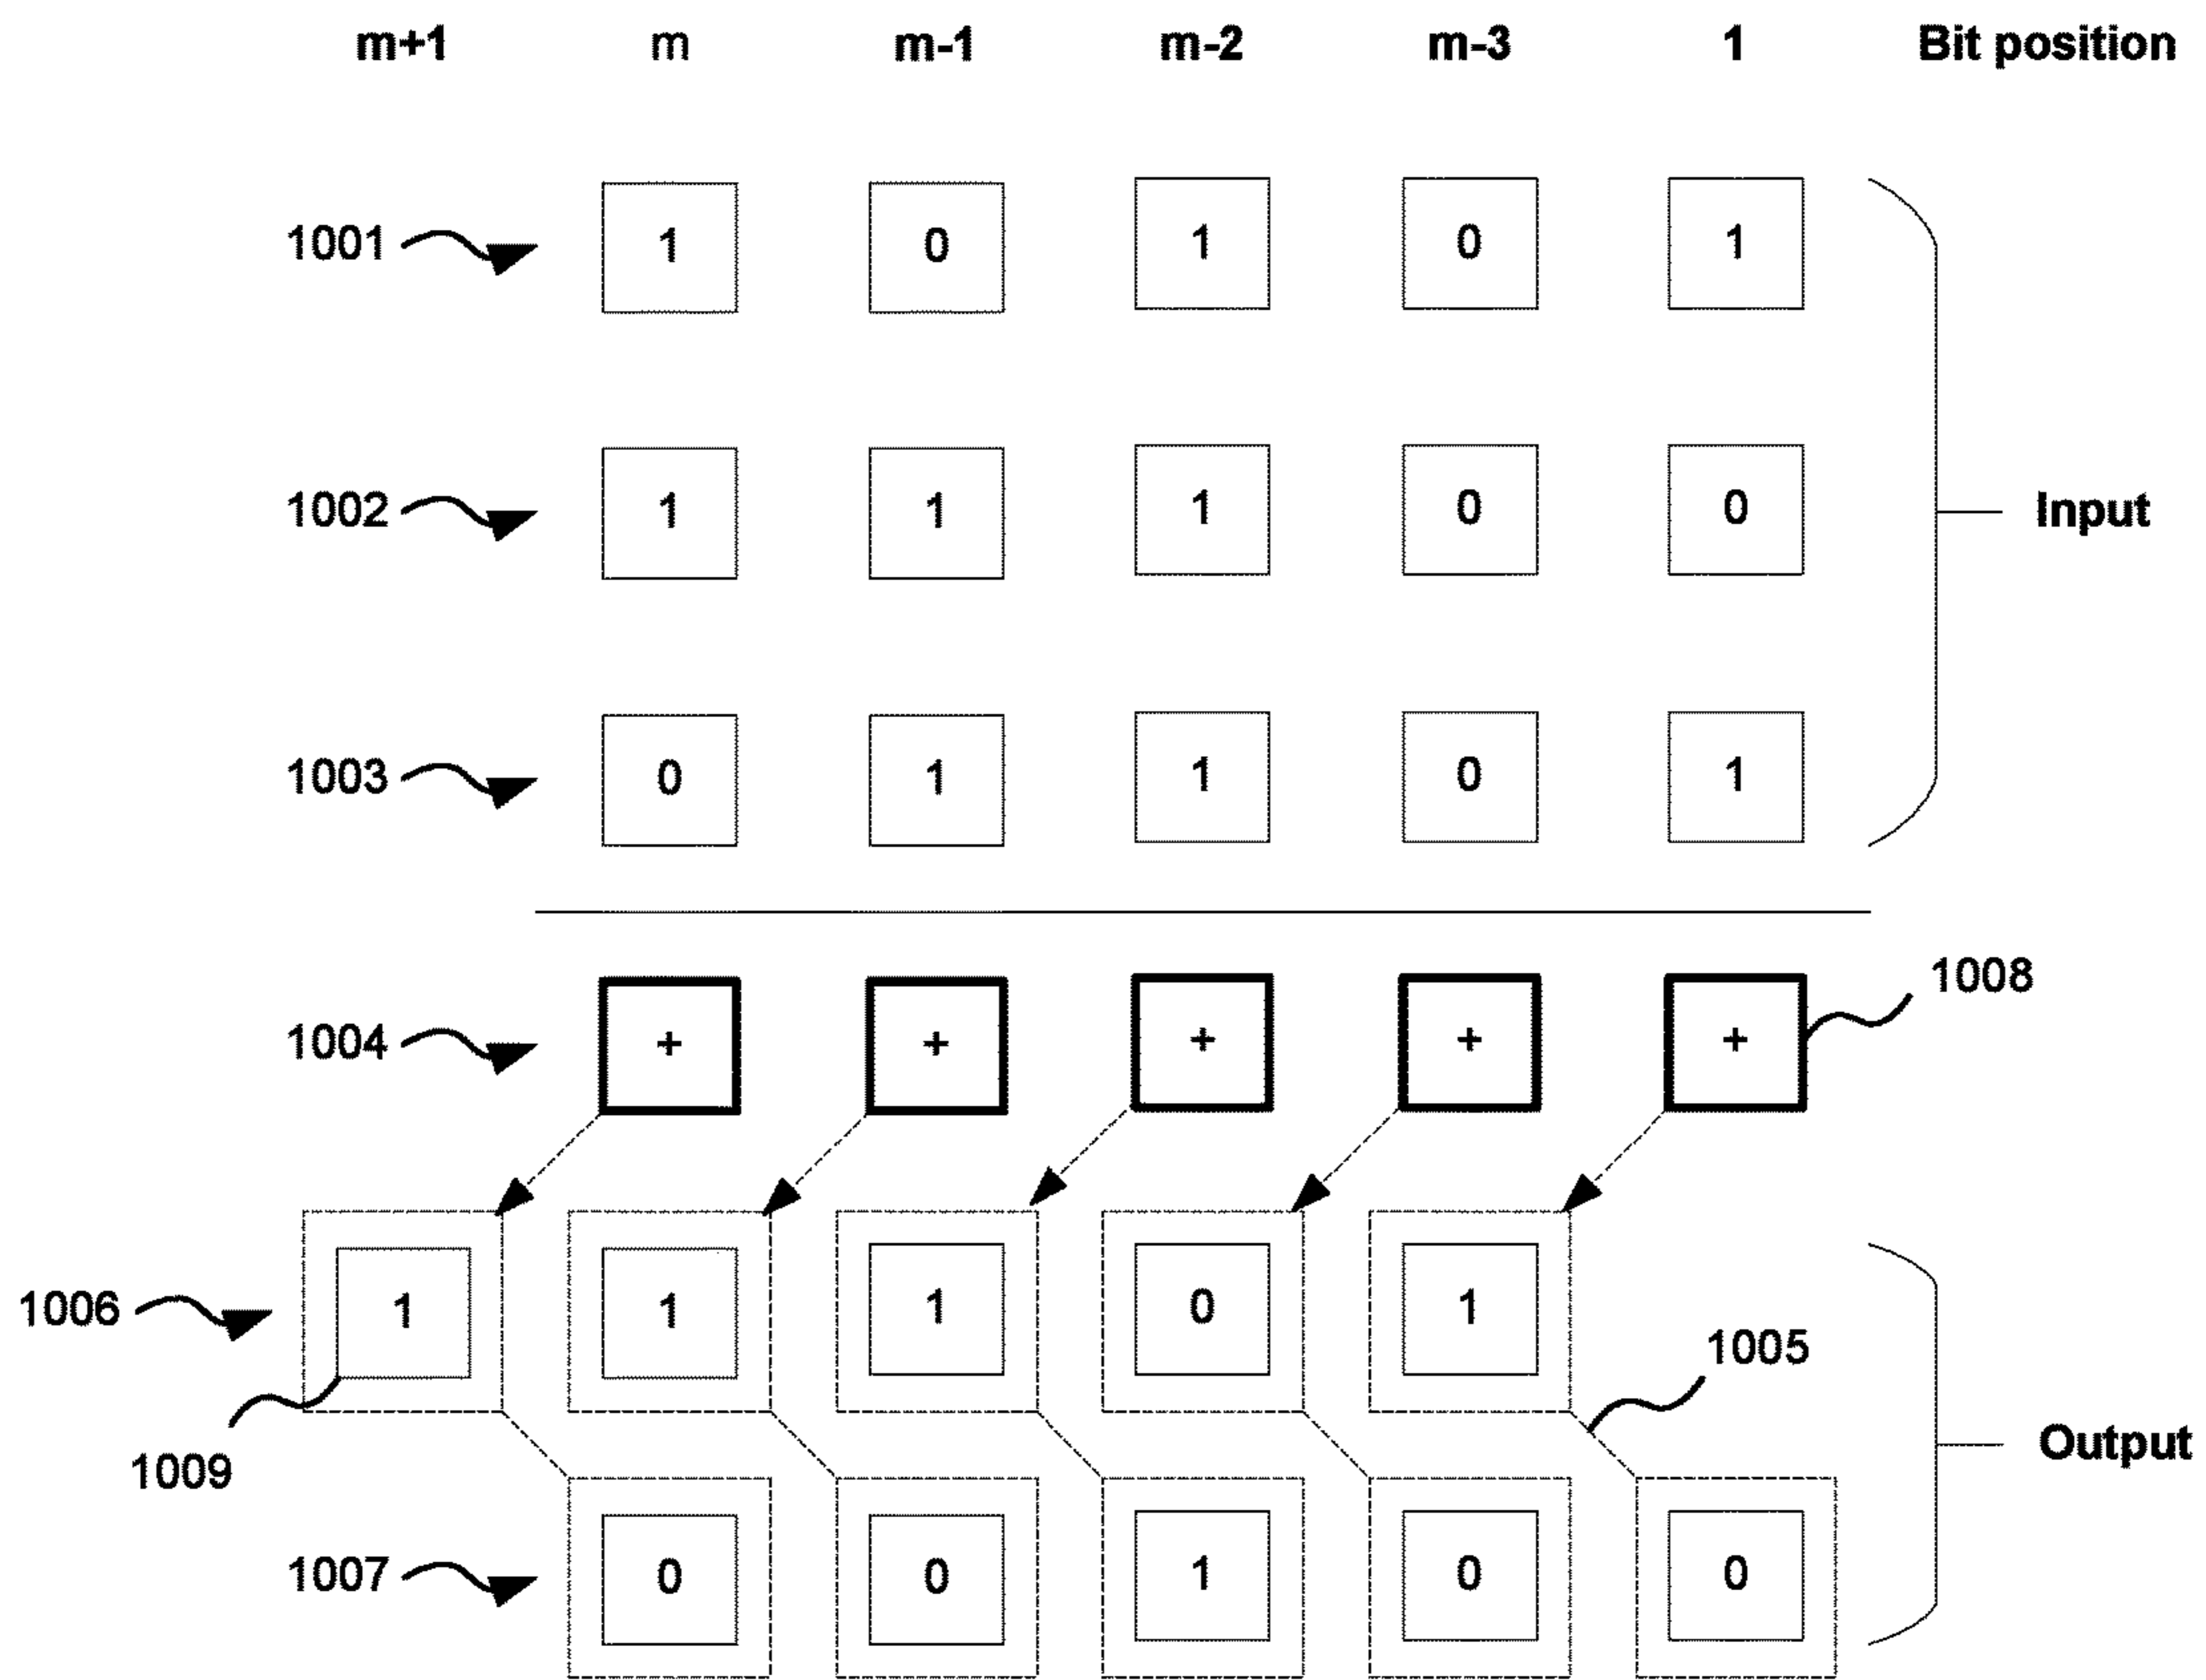 m+1 m m-1 m-2 m-3 1 Bit position
1001 1 0 1 0 1
1002 1 1 1 0 0 Input
1003 0 1 1 0 1
1008
1004 + + + + +
1006 1 1 1 0 1
1005
1009 Output
1007 0 0 1 0 0